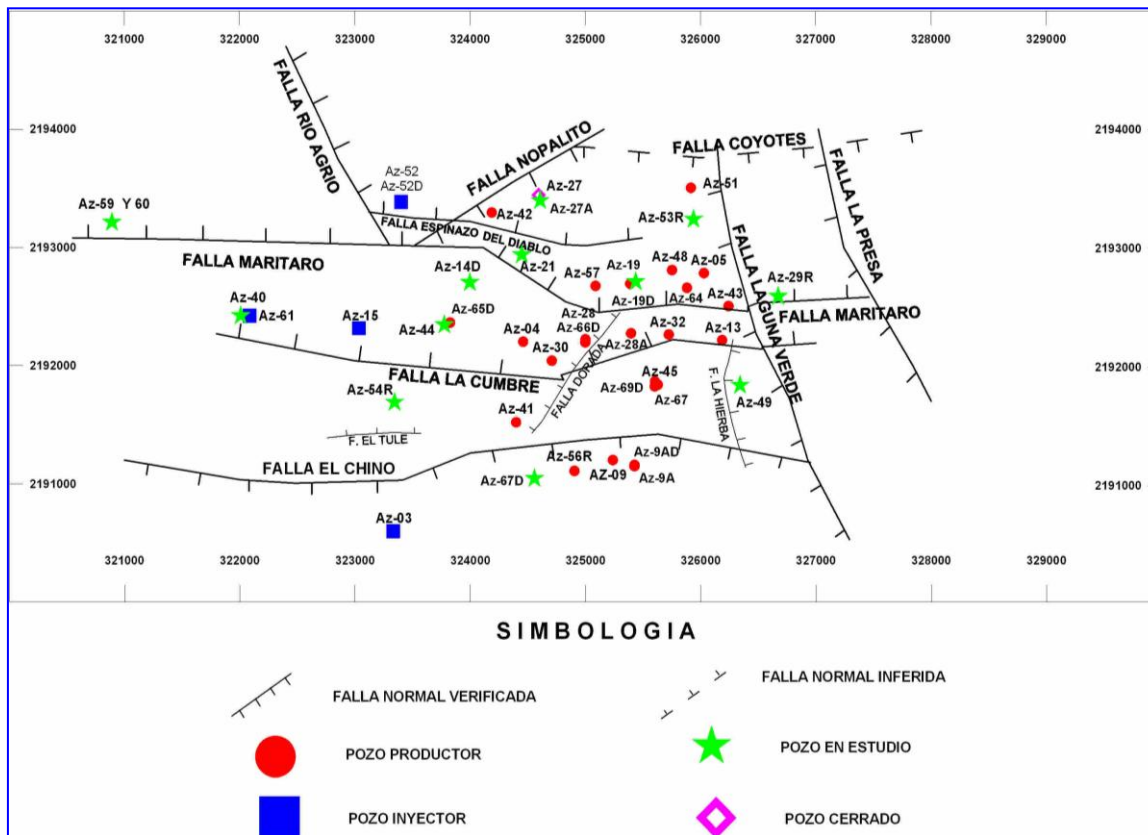 321000 322000 323000 324000 325000 326000 327000 328000 329000
2194000 2194000
FALLA RIO AGRIO
FALLA NOPALITO
FALLA COYOTES
FALLA LA PRESA
Az-52
Az-52D
Az-27
Az-27A
Az-51
Az-59 Y 60
Az-42
Az-53R
FALLA ESPINAZO DEL DIABLO
2193000 2193000
FALLA MARITARO
Az-14D
Az-21
Az-57
Az-19
Az-48
Az-05
FALLA LAGUNA VERDE
Az-29R
Az-19D
Az-64
Az-43
FALLA MARITARO
Az-40
Az-61
Az-15
Az-44
Az-65D
Az-28
Az-04
Az-66D
Az-30
Az-28A
Az-32
Az-13
2192000 2192000
FALLA LA CUMBRE
FALLA DORADA
Az-45
Az-69D
Az-67
F. LA HIERBA
Az-49
Az-54R
Az-41
F. EL TULE
FALLA EL CHINO
Az-56R
Az-9AD
AZ-09
Az-9A
Az-67D
2191000 2191000
Az-03
321000 322000 323000 324000 325000 326000 327000 328000 329000
SIMBOLOGIA
FALLA NORMAL VERIFICADA
FALLA NORMAL INFERIDA
POZO PRODUCTOR
POZO EN ESTUDIO
POZO INYECTOR
POZO CERRADO